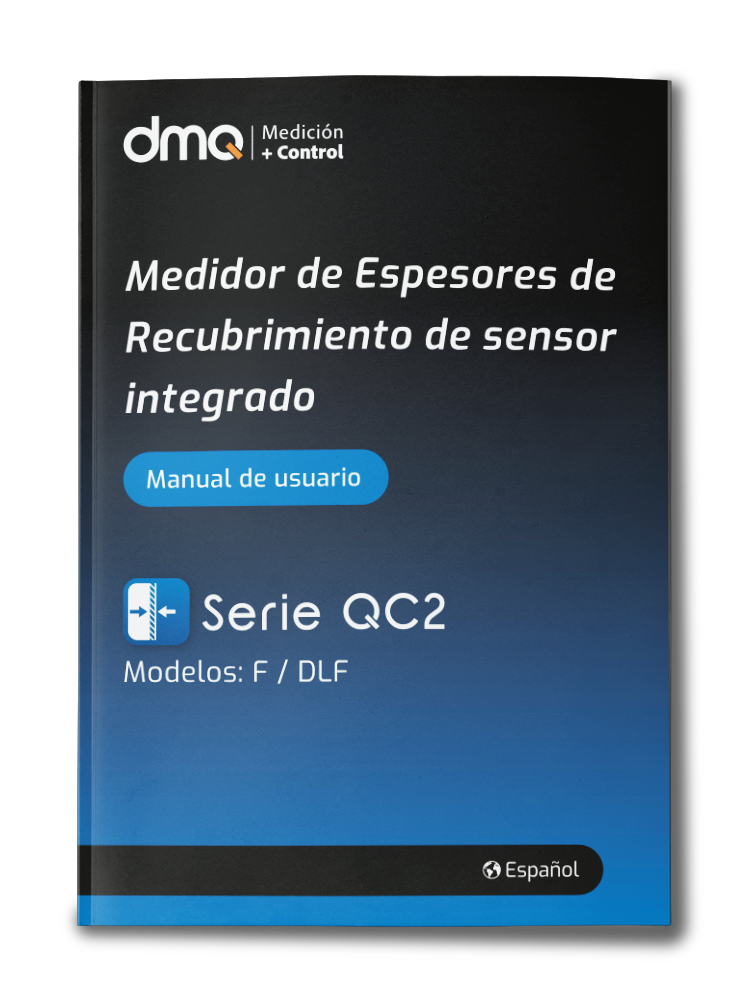 dmq Medición
+ Control
Medidor de Espesores de
Recubrimiento de sensor
integrado
Manual de usuario
Serie QC2
Modelos: F / DLF
Español